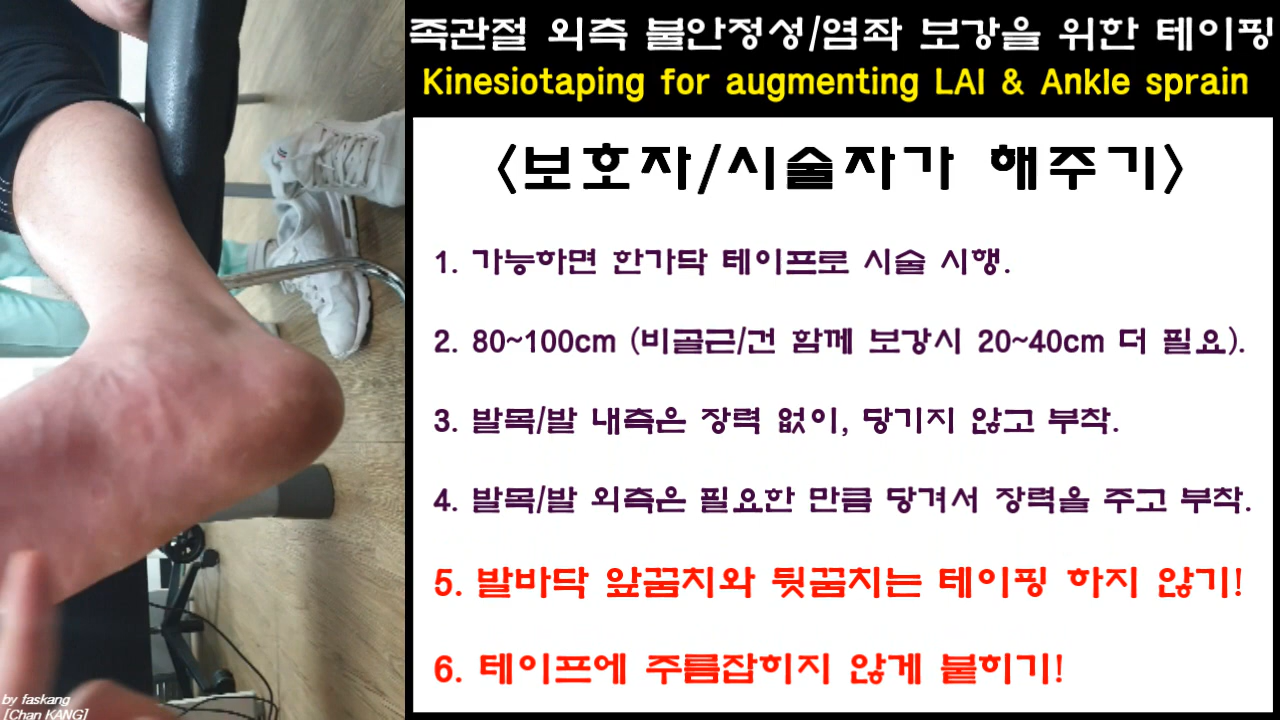 족관절 외측 불안정성/염좌 보강을 위한 테이핑
Kinesiotaping for augmenting LAI & Ankle sprain
<보호자/시술자가 해주기>
1. 가능하면 한가닥 테이프로 시술 시행.
2. 80~100cm (비골근/건 함께 보강시 20~40cm 더 필요).
3. 발목/발 내측은 장력 없이, 당기지 않고 부착.
4. 발목/발 외측은 필요한 만큼 당겨서 장력을 주고 부착.
5. 발바닥 앞꿈치와 뒷꿈치는 테이핑 하지 않기!
6. 테이프에 주름잡히지 않게 붙히기!
by faskang
[Chan KANG]